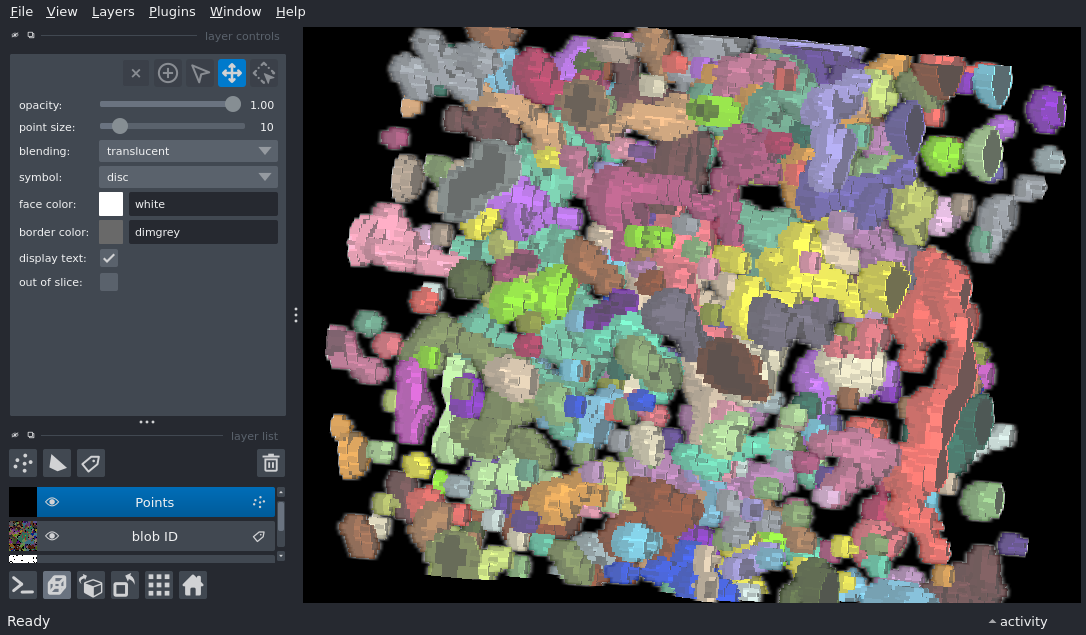 File View Layers Plugins Window Help
layer controls
opacity: 1.00
point size: 10
blending: translucent
symbol: disc
face color: white
border color: dimgrey
display text:
out of slice:
layer list
Points
blob ID
Ready
activity